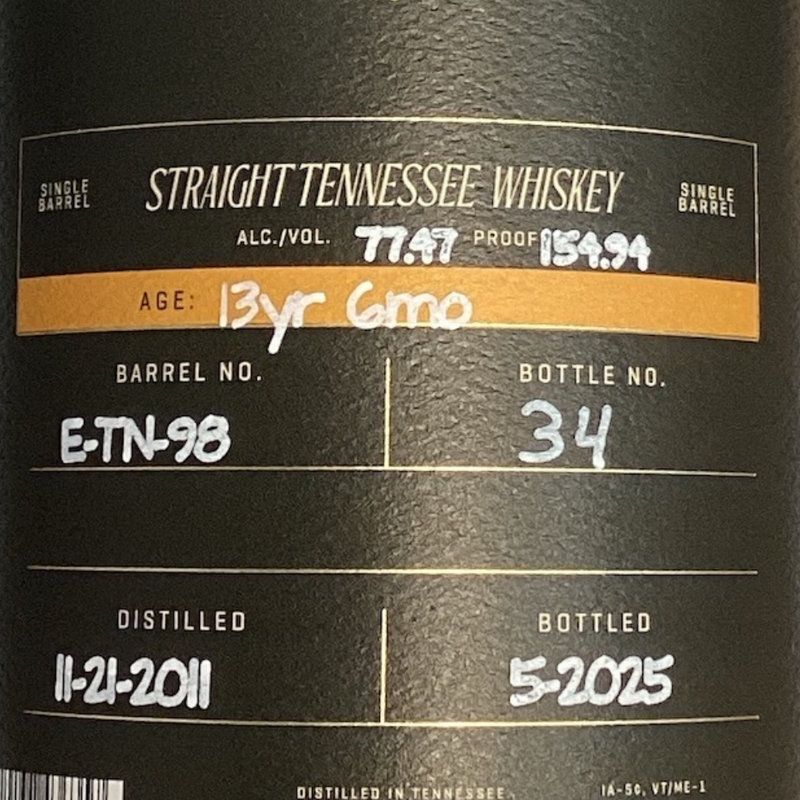 SINGLE BARREL STRAIGHT TENNESSEE WHISKEY SINGLE BARREL
ALC./VOL. 77.47 PROOF 154.94
AGE: 13yr 6mo
BARREL NO. BOTTLE NO.
E-TN-98 34
DISTILLED BOTTLED
11-21-2011 5-2025
DISTILLED IN TENNESSEE IA-5¢, VT/ME-1